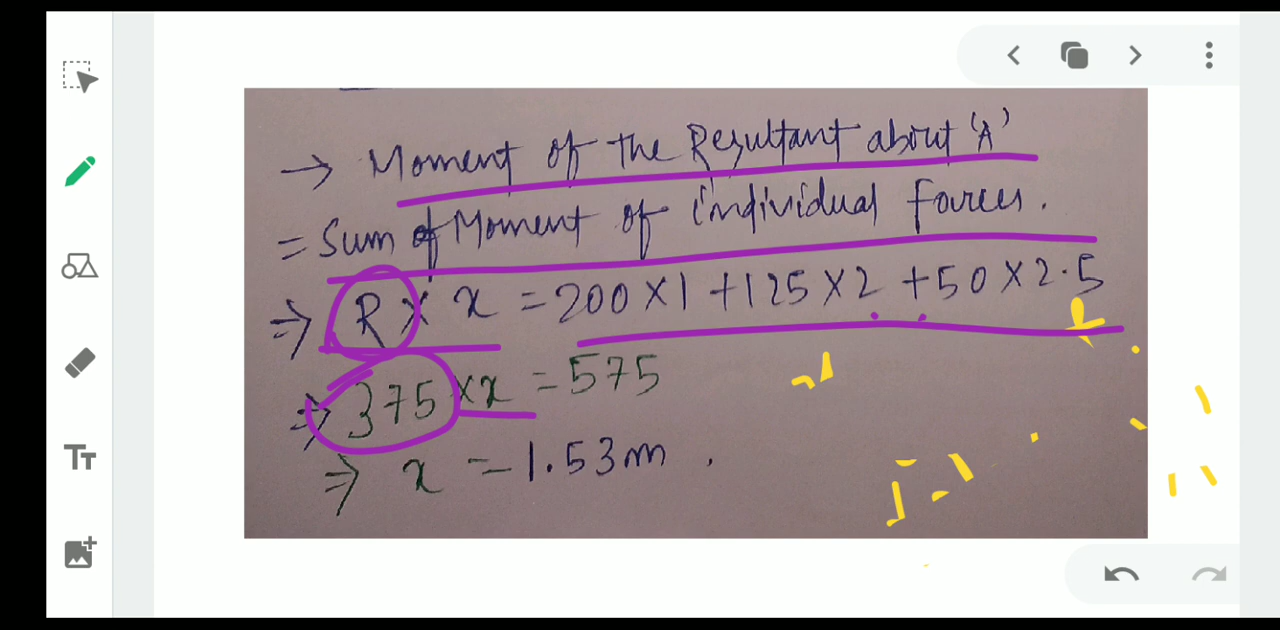 → Moment of the Resultant about 'A'
= Sum of Moment of individual forces.
⇒ R × x = 200 × 1 + 125 × 2 + 50 × 2.5
⇒ 375 × x = 575
⇒ x = 1.53m .
TT